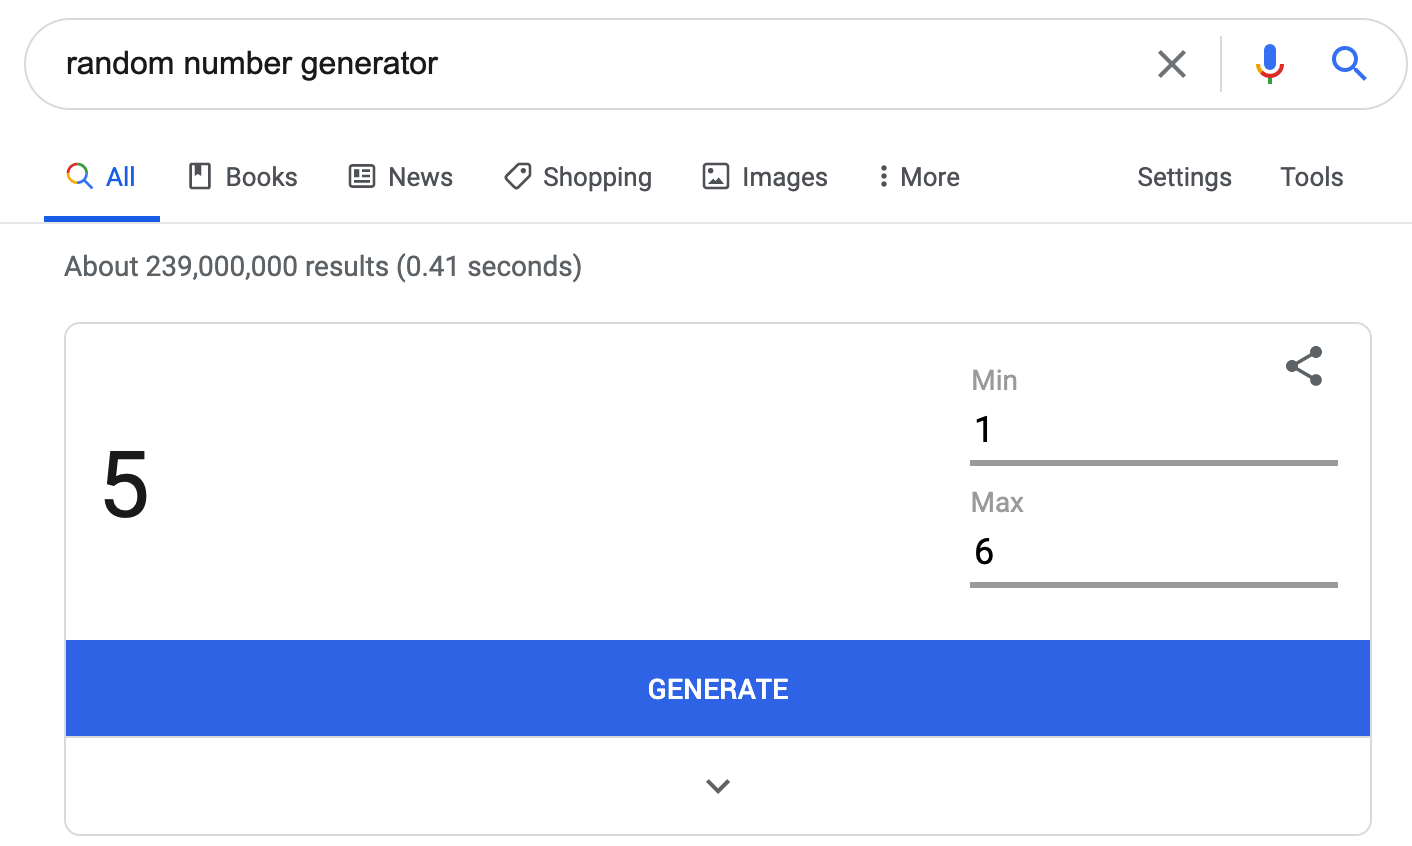 random number generator
All Books News Shopping Images More Settings Tools
About 239,000,000 results (0.41 seconds)
5
Min
1
Max
6
GENERATE